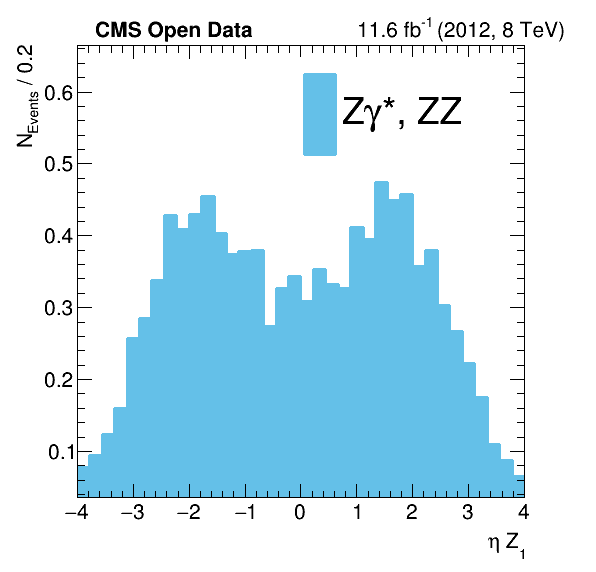 CMS Open Data 11.6 fb⁻¹ (2012, 8 TeV)
N_Events / 0.2
Zγ*, ZZ
0.6
0.5
0.4
0.3
0.2
0.1
−4 −3 −2 −1 0 1 2 3 4
η Z₁